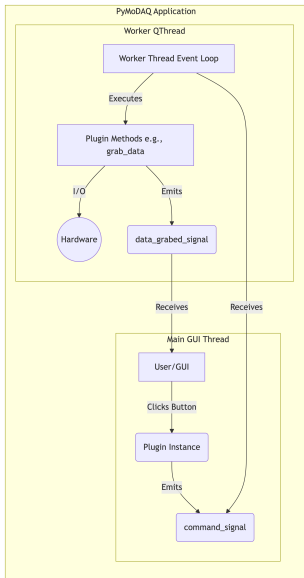 PyMoDAQ Application
Worker QThread
Worker Thread Event Loop
Executes
Plugin Methods e.g.,
grab_data
I/O
Emits
Hardware
data_grabed_signal
Receives
Receives
Main GUI Thread
User/GUI
Clicks Button
Plugin Instance
Emits
command_signal